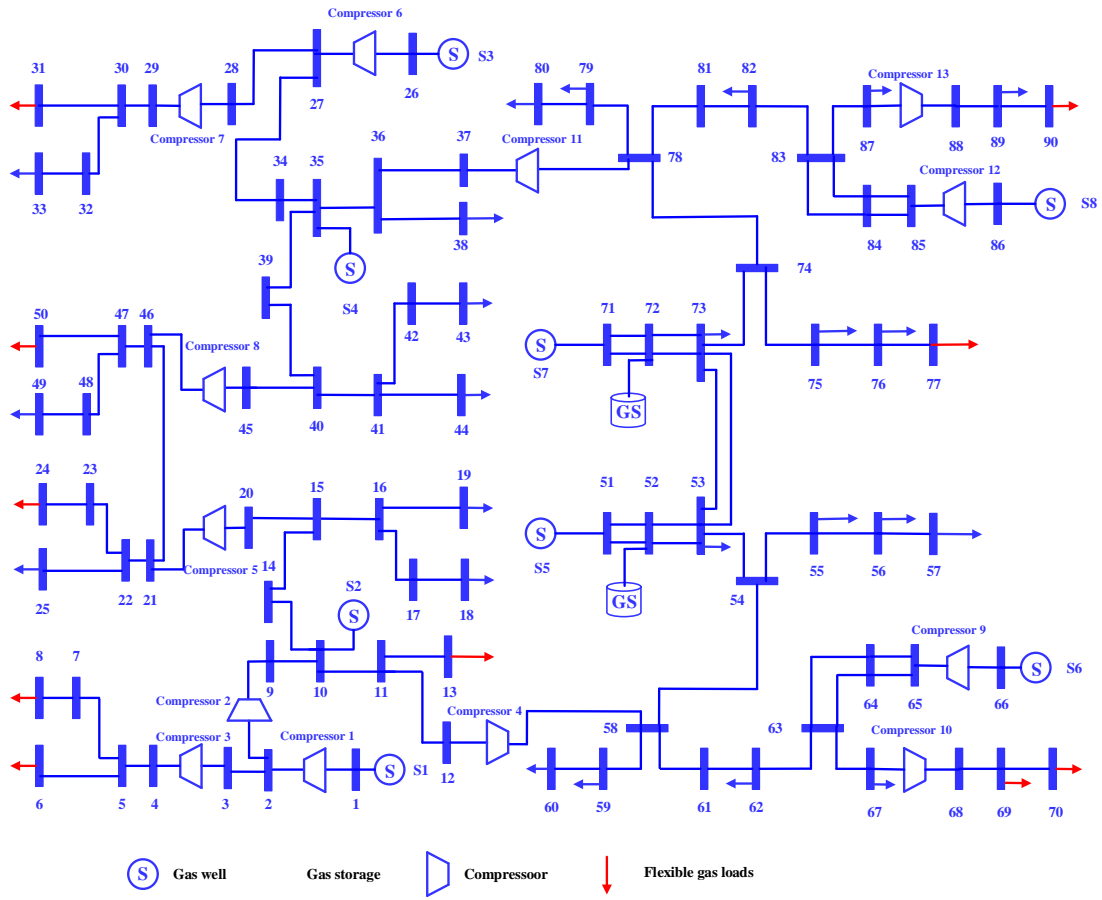 Compressor 6
S
S3
26
27
31
30
29
28
Compressor 7
33
32
80
79
81
82
Compressor 13
87
88
89
90
36
37
Compressor 11
78
83
Compressor 12
S
S8
84
85
86
34
35
38
39
S
S4
74
50
47
46
42
43
Compressor 8
71
72
73
S
S7
GS
75
76
77
49
48
45
40
41
44
24
23
20
15
16
19
51
52
53
S
S5
GS
55
56
57
54
Compressor 5
25
22
21
14
S2
S
17
18
8
7
9
10
11
13
Compressor 2
Compressor 4
12
Compressor 3
Compressor 1
S
S1
6
5
4
3
2
1
Compressor 9
S
S6
64
65
66
58
63
Compressor 10
60
59
61
62
67
68
69
70
S
Gas well
Gas storage
Compressoor
Flexible gas loads